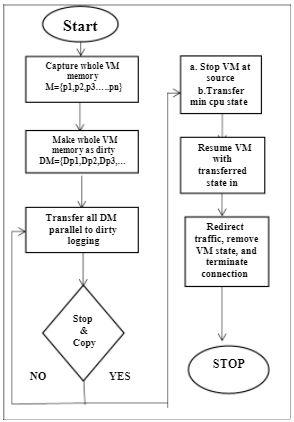 Start
Capture whole VM
memory
M={p1,p2,p3…..pn}
Make whole VM
memory as dirty
DM={Dp1,Dp2,Dp3,…
Transfer all DM
parallel to dirty
logging
Stop
&
Copy
NO
YES
a. Stop VM at
source
b.Transfer
min cpu state
Resume VM
with
transferred
state in
Redirect
traffic, remove
VM state, and
terminate
connection
STOP